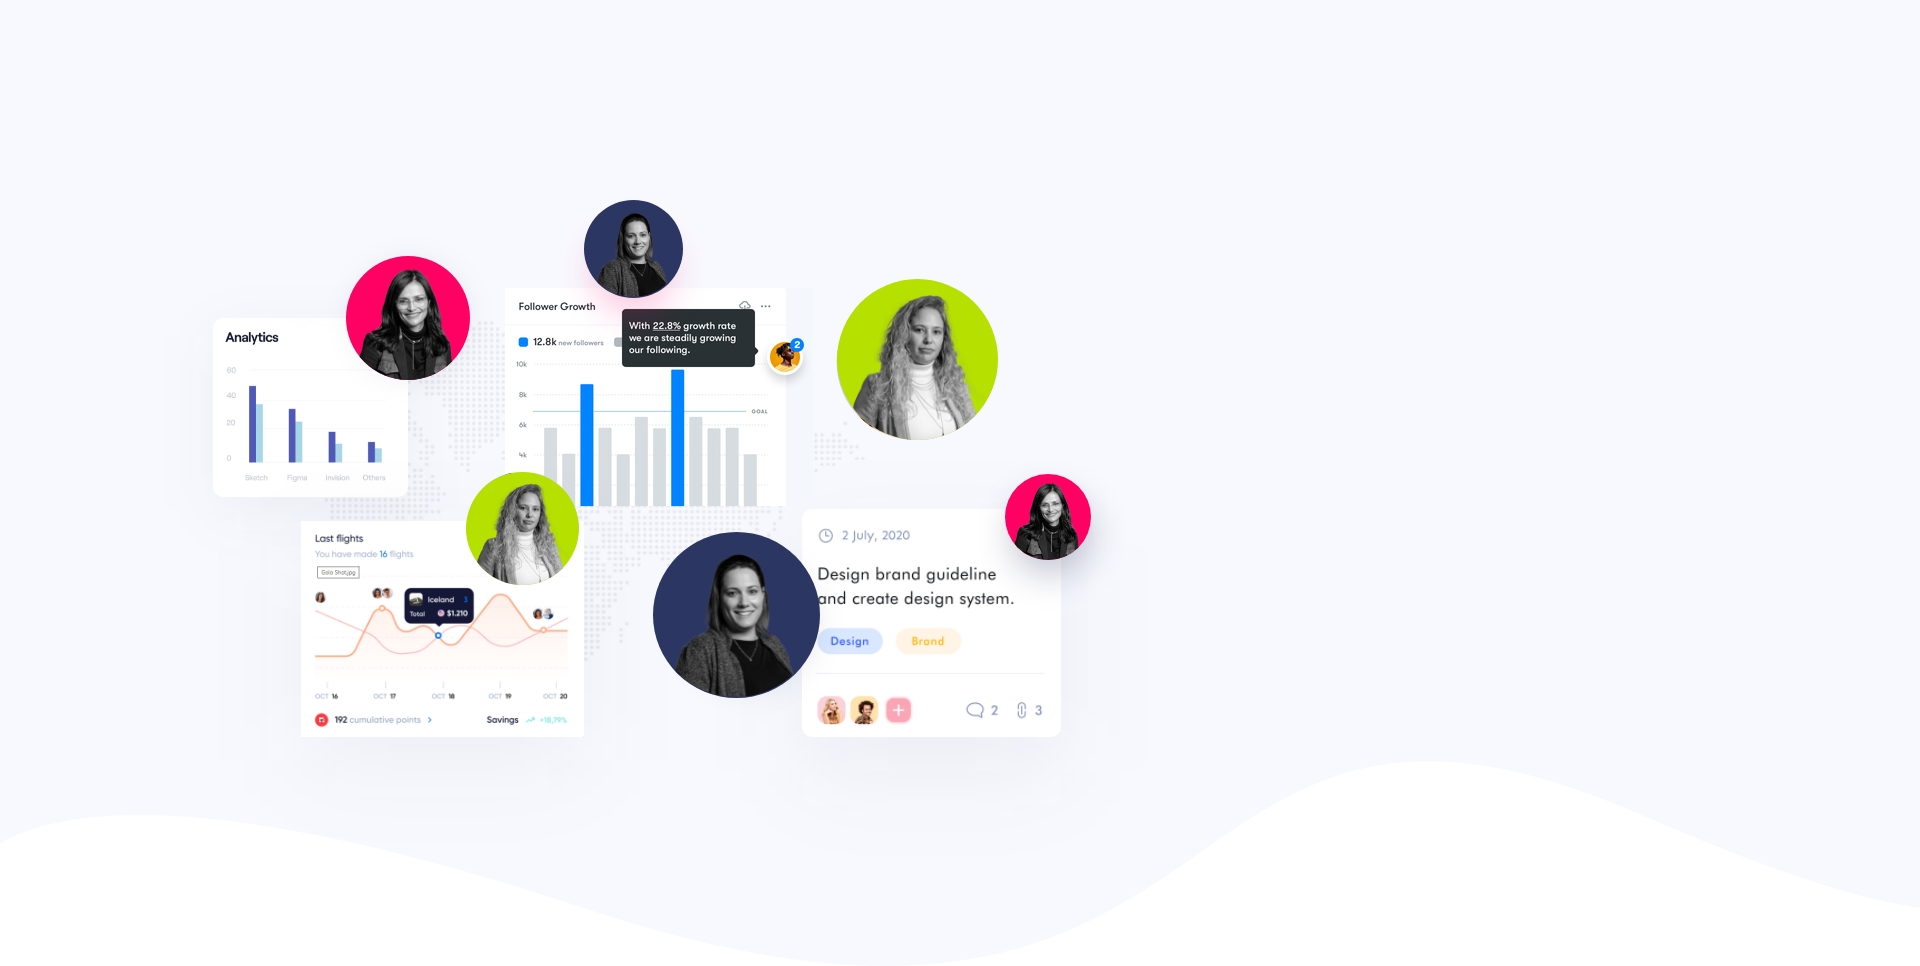 Analytics
60
40
20
0
Sketch
Figma
Invision
Others
Follower Growth
12.8k new followers
With 22.8% growth rate
we are steadily growing
our following.
2
10k
8k
6k
4k
GOAL
Last flights
You have made 16 flights
Iceland 3
Total $1.210
OCT 16
OCT 17
OCT 18
OCT 19
OCT 20
192 cumulative points
Savings +18,79%
2 July, 2020
Design brand guideline
and create design system.
Design
Brand
2
3